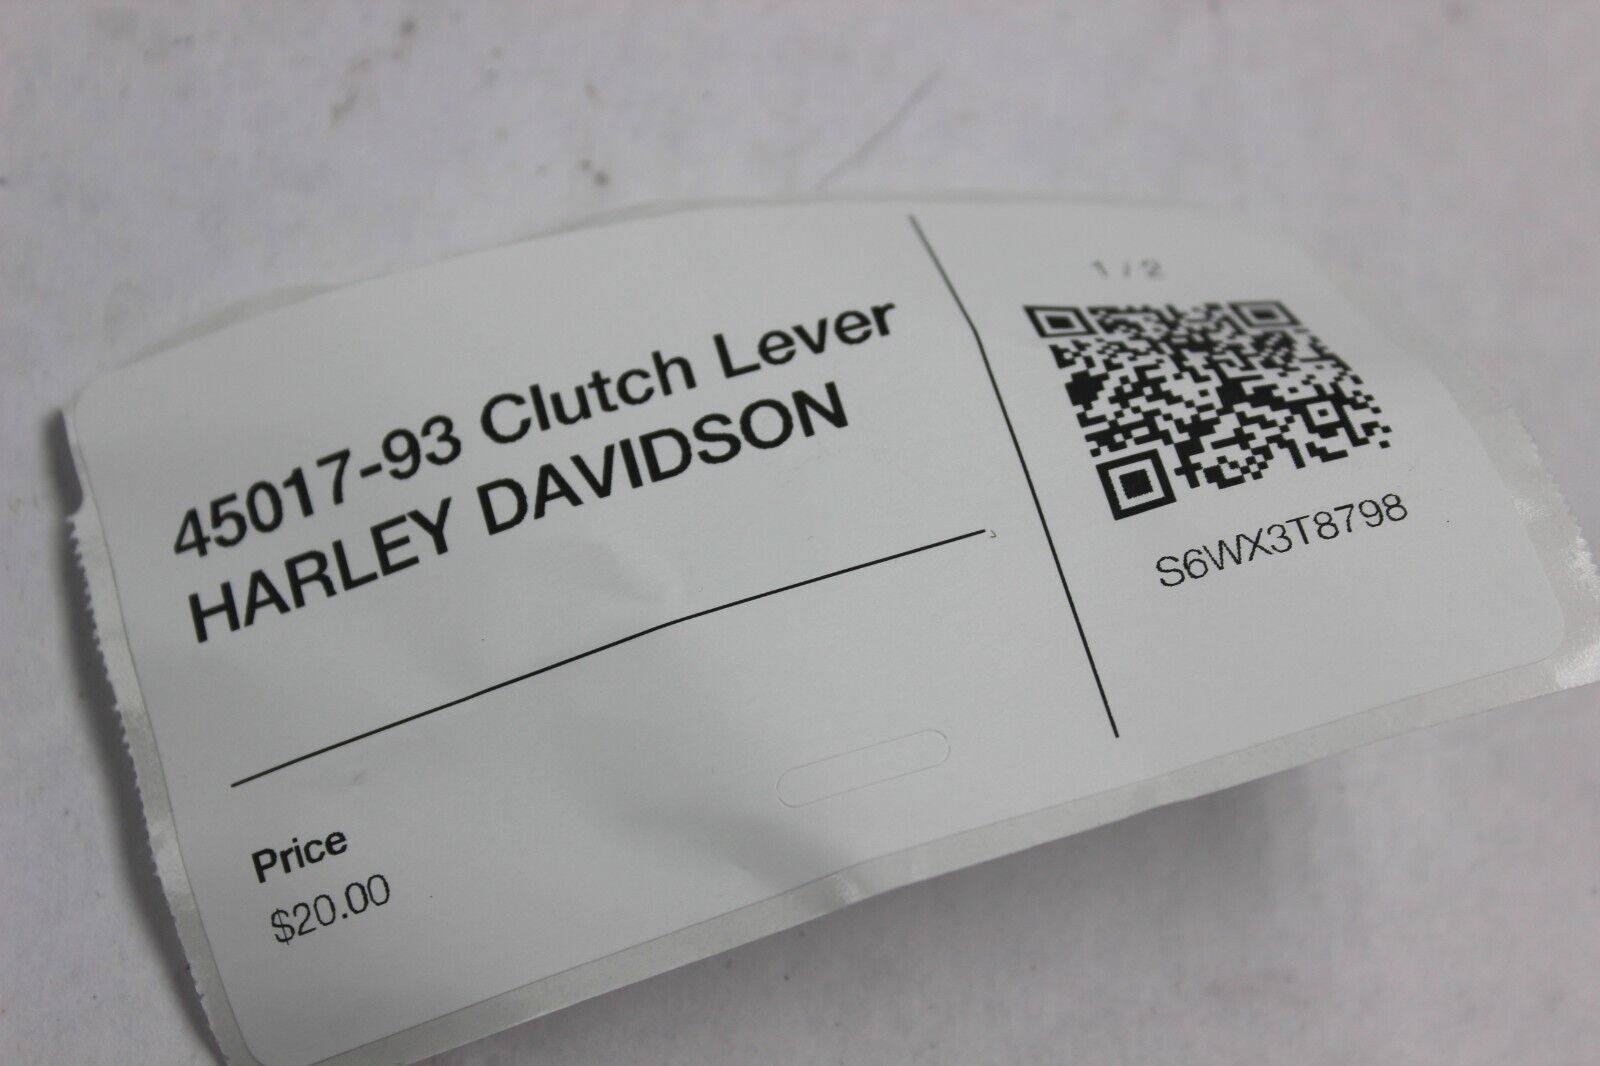 45017-93 Clutch Lever
HARLEY DAVIDSON
Price
$20.00
1 / 2
S6WX3T8798